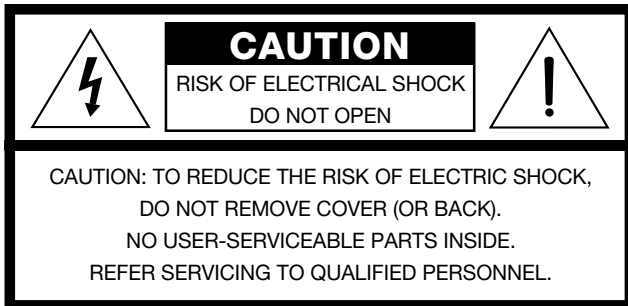 CAUTION
RISK OF ELECTRICAL SHOCK
DO NOT OPEN
CAUTION: TO REDUCE THE RISK OF ELECTRIC SHOCK,
DO NOT REMOVE COVER (OR BACK).
NO USER-SERVICEABLE PARTS INSIDE.
REFER SERVICING TO QUALIFIED PERSONNEL.